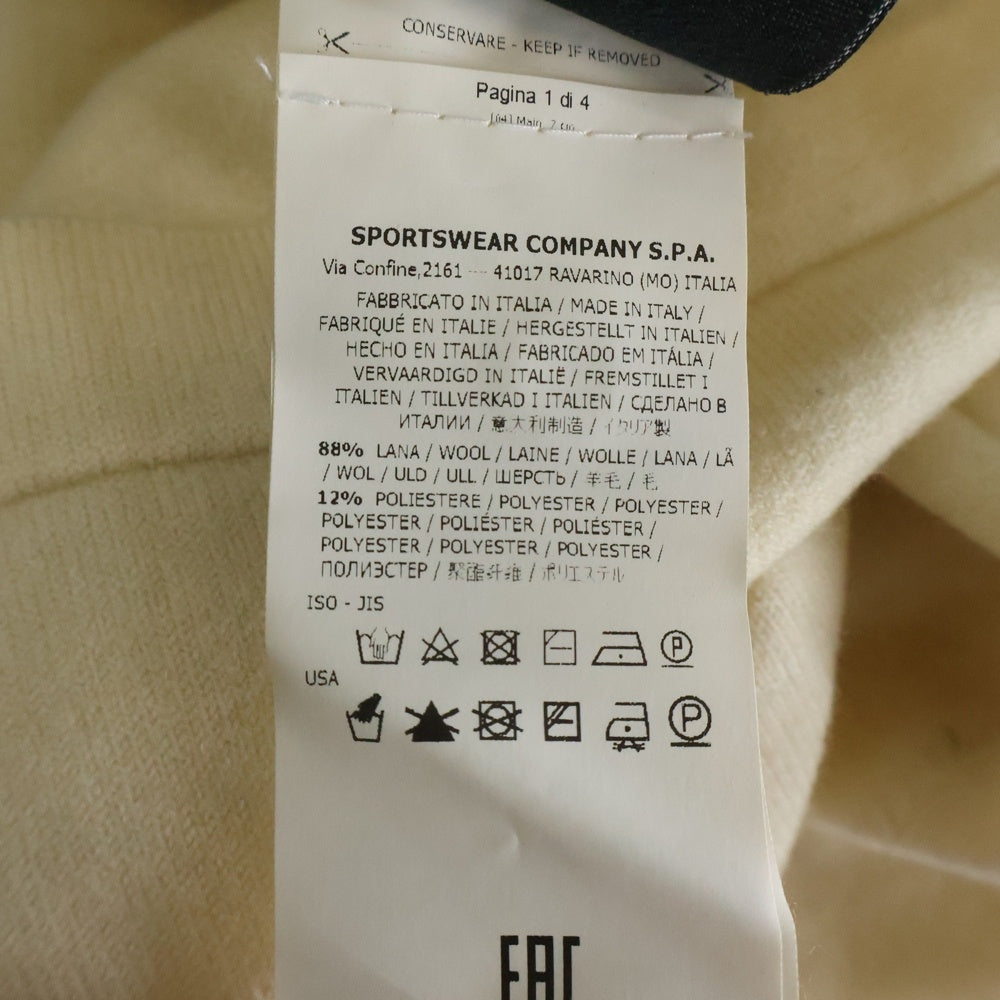 CONSERVARE - KEEP IF REMOVED
Pagina 1 di 4
SPORTSWEAR COMPANY S.P.A.
Via Confine,2161 --- 41017 RAVARINO (MO) ITALIA
FABBRICATO IN ITALIA / MADE IN ITALY /
FABRIQUÉ EN ITALIE / HERGESTELLT IN ITALIEN /
HECHO EN ITALIA / FABRICADO EM ITÁLIA /
VERVAARDIGD IN ITALIË / FREMSTILLET I
ITALIEN / TILLVERKAD I ITALIEN / СДЕЛАНО В
ИТАЛИИ / 意大利制造 / イタリア製
88% LANA / WOOL / LAINE / WOLLE / LANA / LÃ
/ WOL / ULD / ULL / ШЕРСТЬ / 羊毛 / 毛
12% POLIESTERE / POLYESTER / POLYESTER /
POLYESTER / POLIÉSTER / POLIÉSTER /
POLYESTER / POLYESTER / POLYESTER /
ПОЛИЭСТЕР / 聚酯纤维 / ポリエステル
ISO - JIS
P
USA
P
EAC